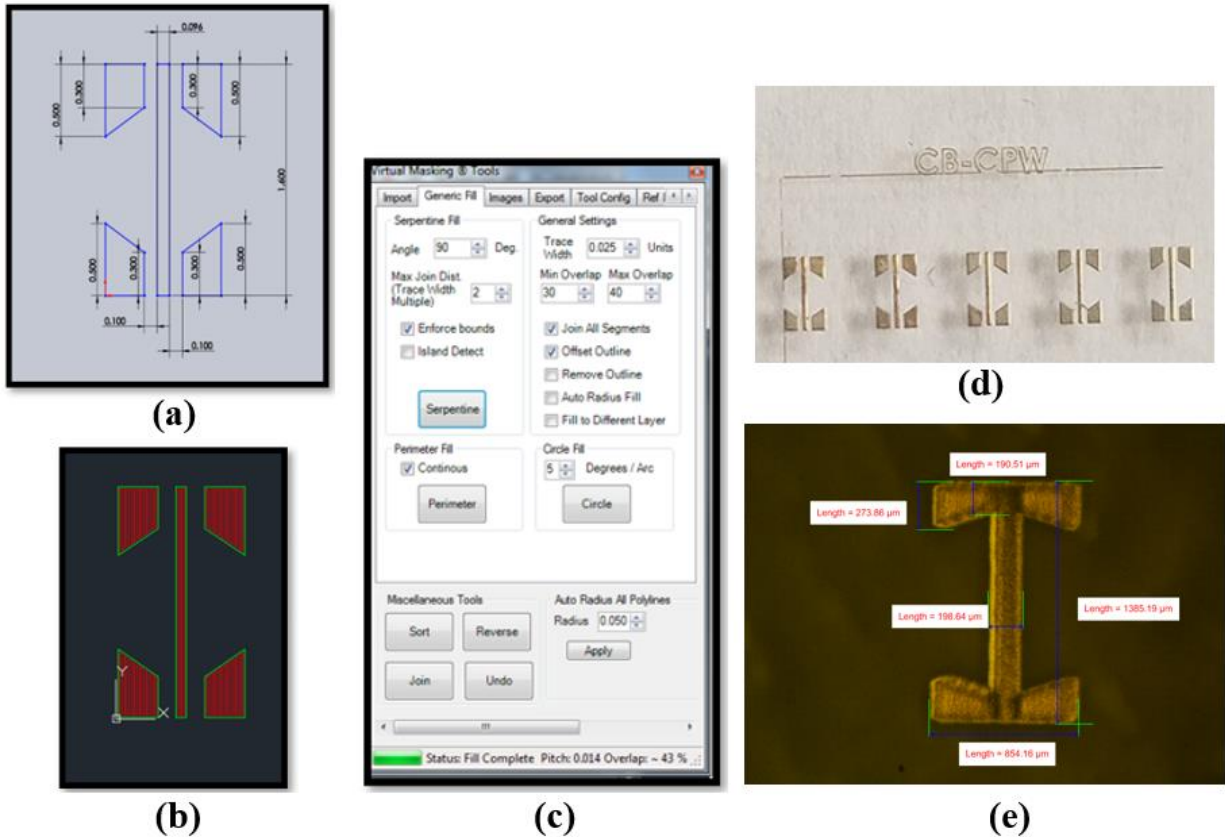 0.096
0.500
0.300
0.300
0.500
1.600
0.500
0.300
0.300
0.500
0.100
0.100
(a)
Y
X
(b)
Virtual Masking ® Tools
Import Generic Fill Images Export Tool Config
Serpentine Fill
Angle 90 Deg.
Max Join Dist.
(Trace Width
Multiple) 2
Enforce bounds
Island Detect
Serpentine
General Settings
Trace
Width 0.025 Units
Min Overlap Max Overlap
30 40
Join All Segments
Offset Outline
Remove Outline
Auto Radius Fill
Fill to Different Layer
Perimeter Fill
Continous
Perimeter
Circle Fill
5 Degrees / Arc
Circle
Miscellaneous Tools
Sort Reverse
Join Undo
Auto Radius All Polylines
Radius 0.050
Apply
Status: Fill Complete Pitch: 0.014 Overlap: ~ 43 %
(c)
CB-CPW
(d)
Length = 190.51 µm
Length = 273.86 µm
Length = 196.64 µm
Length = 1385.19 µm
Length = 854.16 µm
(e)